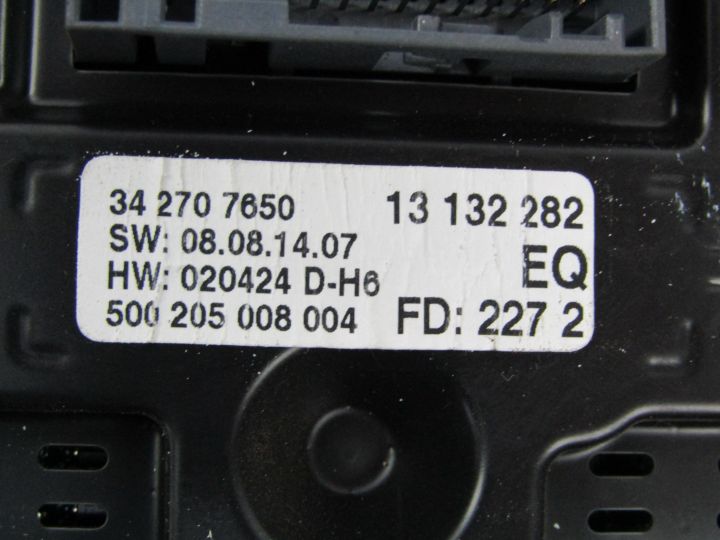 34 270 7650 13 132 282
SW: 08.08.14.07
HW: 020424 D-H6 EQ
500 205 008 004 FD: 227 2